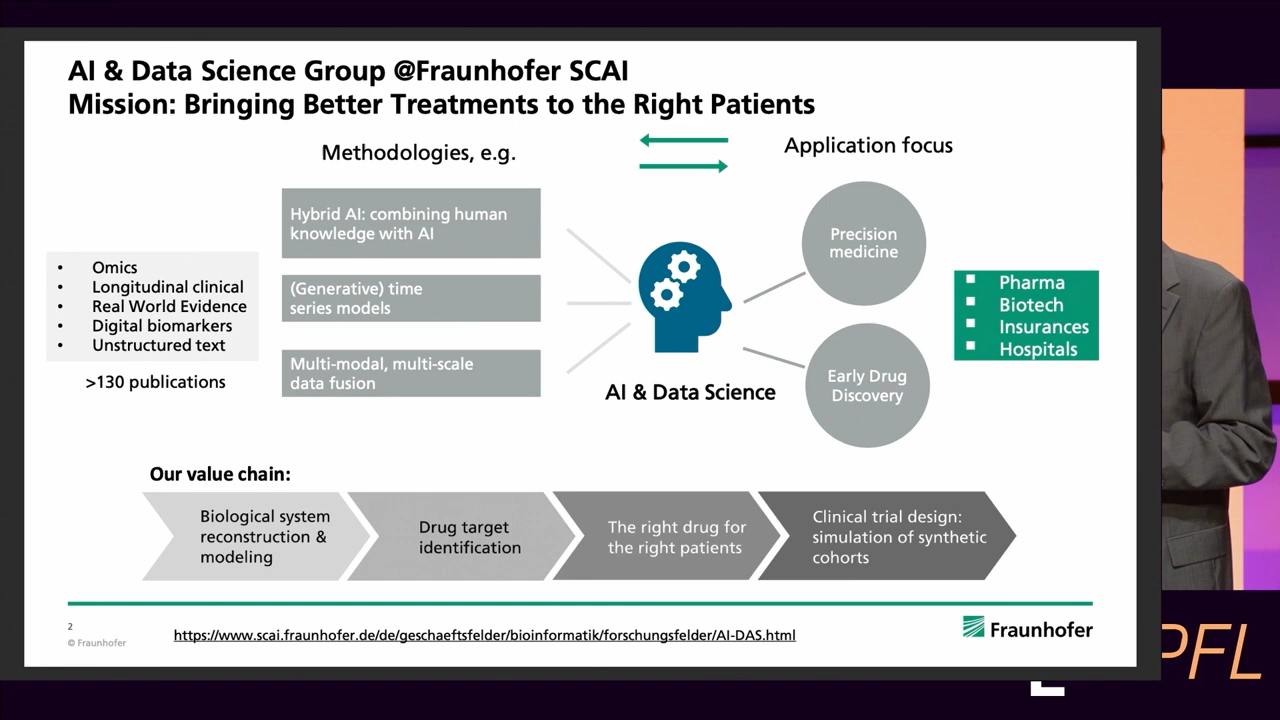 AI & Data Science Group @Fraunhofer SCAI
Mission: Bringing Better Treatments to the Right Patients
Methodologies, e.g.
Application focus
• Omics
• Longitudinal clinical
• Real World Evidence
• Digital biomarkers
• Unstructured text
>130 publications
Hybrid AI: combining human
knowledge with AI
(Generative) time
series models
Multi-modal, multi-scale
data fusion
AI & Data Science
Precision
medicine
Early Drug
Discovery
Pharma
Biotech
Insurances
Hospitals
Our value chain:
Biological system
reconstruction &
modeling
Drug target
identification
The right drug for
the right patients
Clinical trial design:
simulation of synthetic
cohorts
2
© Fraunhofer
https://www.scai.fraunhofer.de/de/geschaeftsfelder/bioinformatik/forschungsfelder/AI-DAS.html
Fraunhofer
PFL